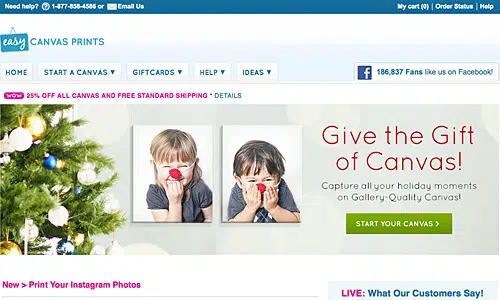 Need help? 1-877-858-4586 or Email Us
My cart (0) | Order Status | Help
easy CANVAS PRINTS
HOME
START A CANVAS ▼
GIFTCARDS ▼
HELP ▼
IDEAS ▼
186,837 Fans like us on Facebook!
WOW 25% OFF ALL CANVAS AND FREE STANDARD SHIPPING * DETAILS
Give the Gift
of Canvas!
Capture all your holiday moments
on Gallery-Quality Canvas!
START YOUR CANVAS >
New > Print Your Instagram Photos
LIVE: What Our Customers Say!